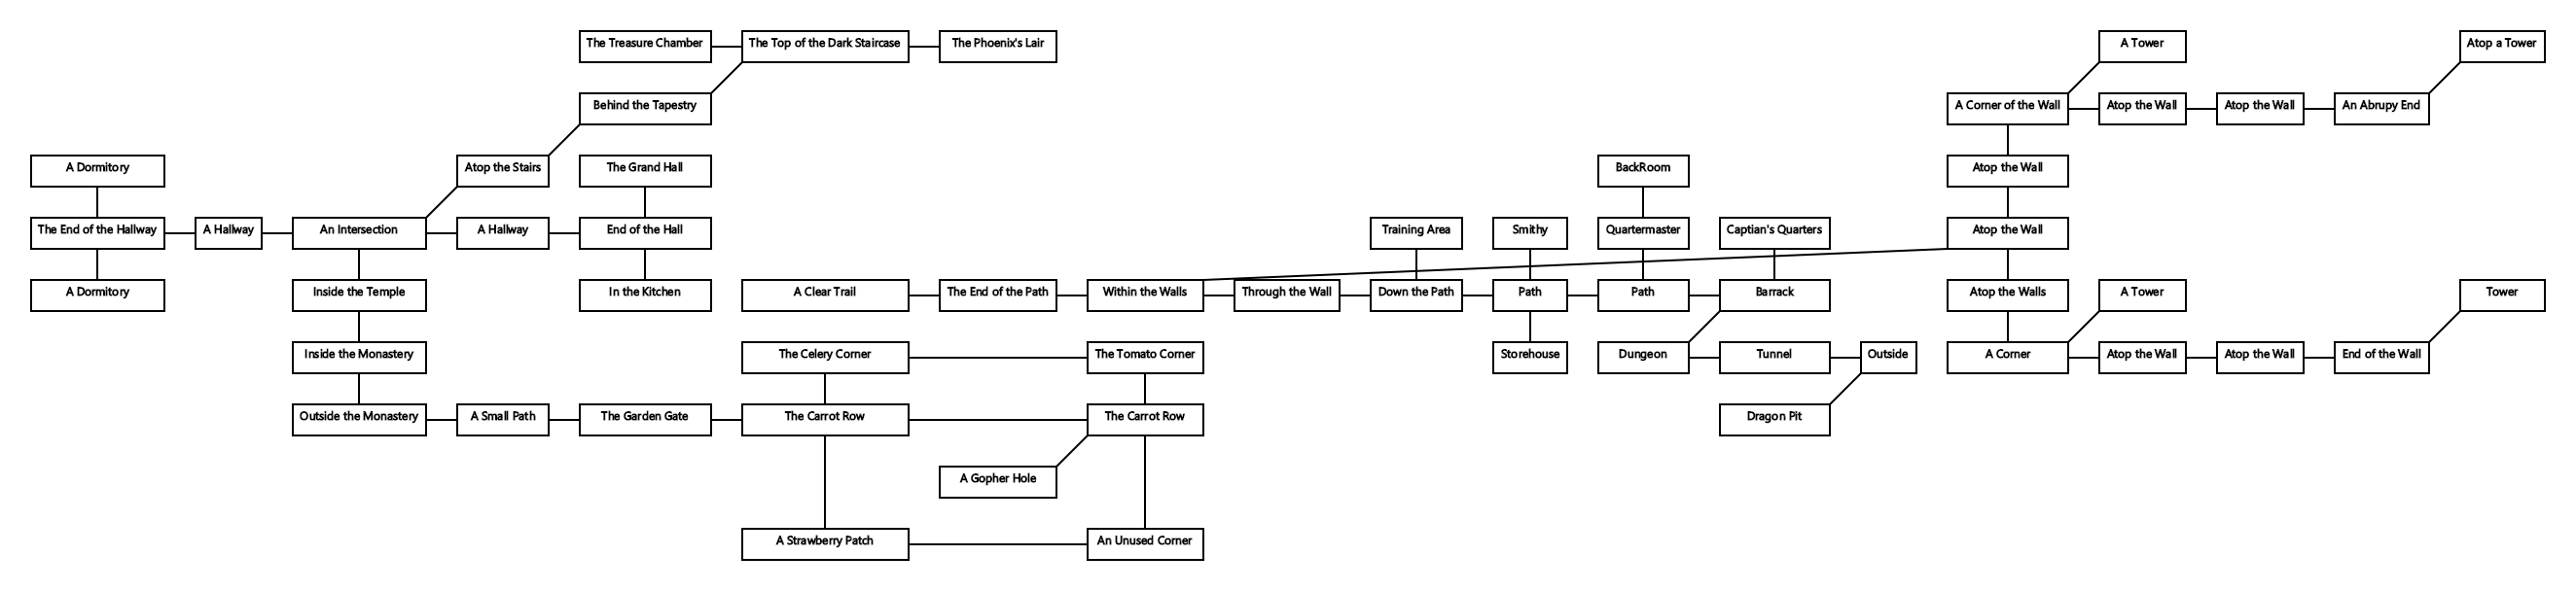 The Treasure Chamber
The Top of the Dark Staircase
The Phoenix's Lair
A Tower
Atop a Tower
Behind the Tapestry
A Corner of the Wall
Atop the Wall
Atop the Wall
An Abrupy End
A Dormitory
Atop the Stairs
The Grand Hall
BackRoom
Atop the Wall
The End of the Hallway
A Hallway
An Intersection
A Hallway
End of the Hall
Training Area
Smithy
Quartermaster
Captian's Quarters
Atop the Wall
A Dormitory
Inside the Temple
In the Kitchen
A Clear Trail
The End of the Path
Within the Walls
Through the Wall
Down the Path
Path
Path
Barrack
Atop the Walls
A Tower
Tower
Inside the Monastery
The Celery Corner
The Tomato Corner
Storehouse
Dungeon
Tunnel
Outside
A Corner
Atop the Wall
Atop the Wall
End of the Wall
Outside the Monastery
A Small Path
The Garden Gate
The Carrot Row
The Carrot Row
Dragon Pit
A Gopher Hole
A Strawberry Patch
An Unused Corner